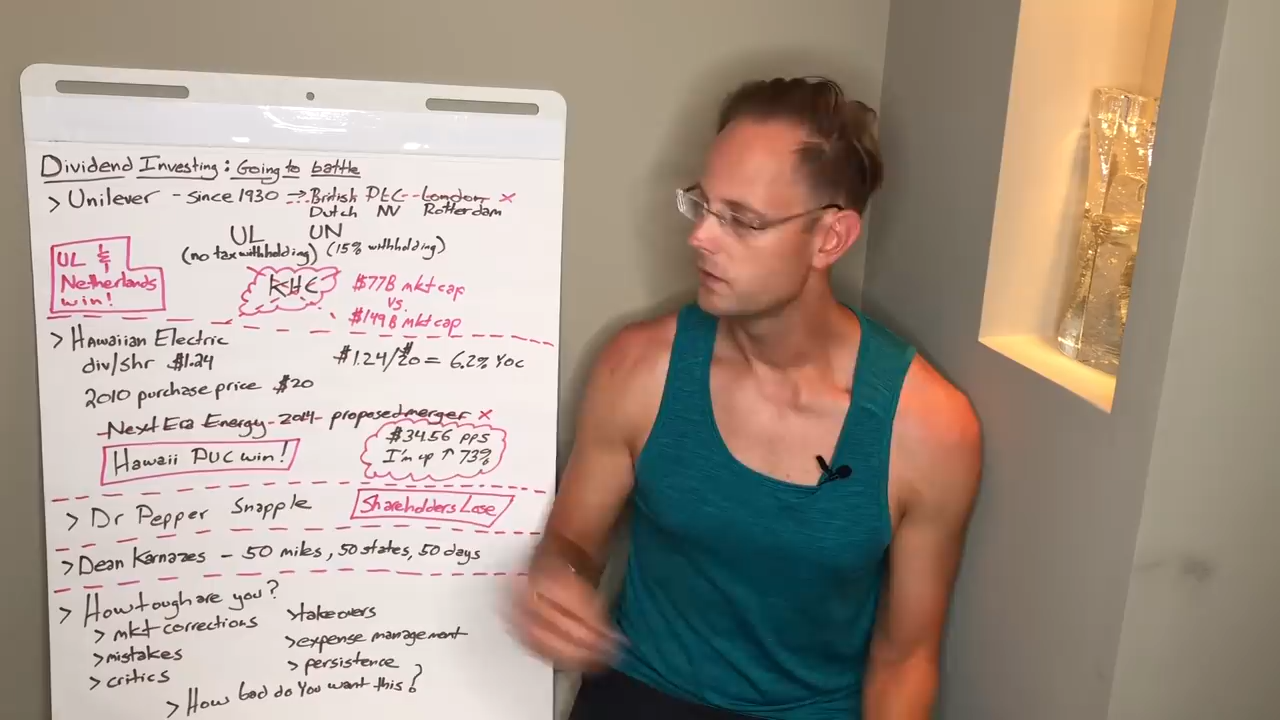 Dividend Investing: Going to battle
> Unilever - since 1930 --> British PLC - London x
Dutch NV Rotterdam
UL UN
(no tax withholding) (15% withholding)
UL &
Netherlands
win!
KHC
$77B mkt cap
vs.
$149B mkt cap
> Hawaiian Electric
div/shr $1.24
$1.24/$20 = 6.2% YOC
2010 purchase price $20
- Next Era Energy - 2014 - proposed merger x
$34.56 pps
I'm up ↑ 73%
Hawaii PUC win!
> Dr Pepper Snapple
Shareholders Lose
> Dean Karnazes - 50 miles, 50 states, 50 days
> How tough are you?
> mkt corrections
> mistakes
> critics
> takeovers
> expense management
> persistence
> How bad do you want this?